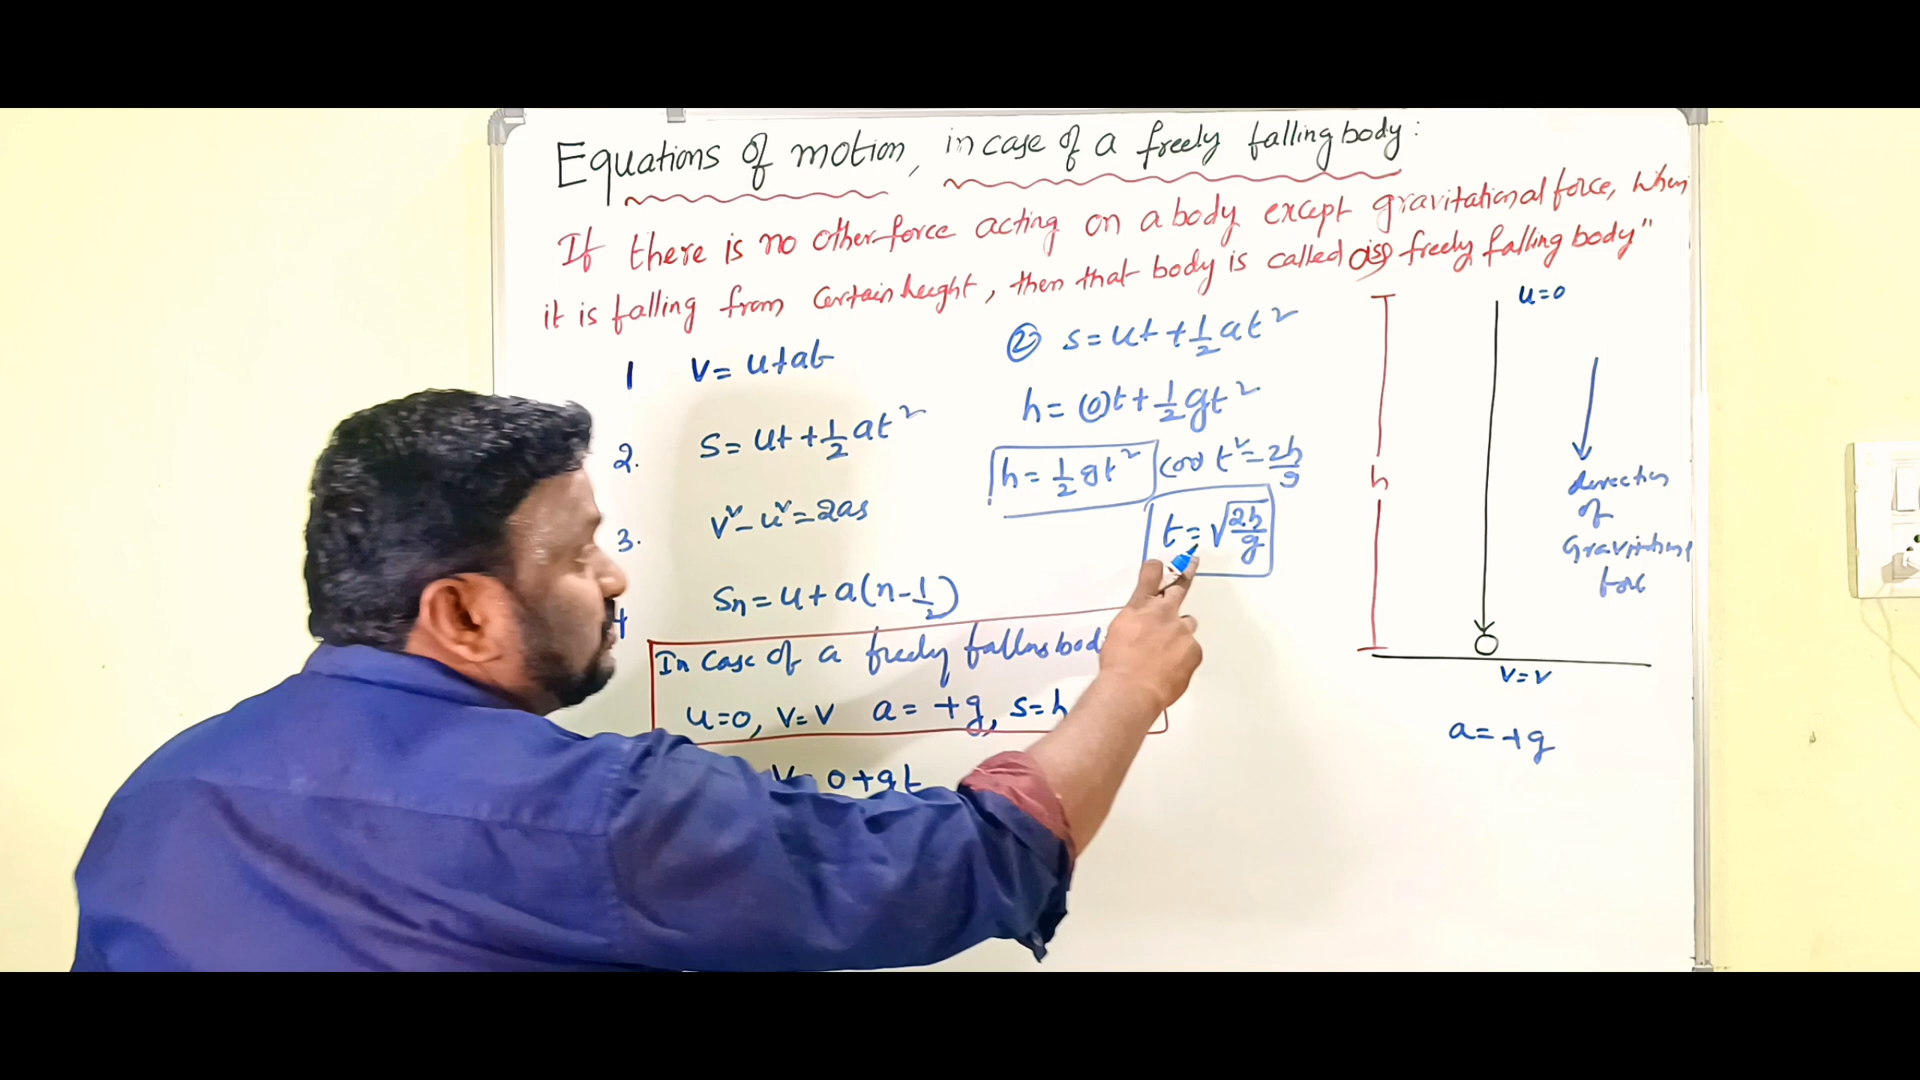 Equations of motion, in case of a freely falling body:
If there is no other force acting on a body except gravitational force, when
it is falling from certain height, then that body is called as freely falling body"
1 V = u+at
2. S = ut + 1/2 at²
3. v² - u² = 2as
4 Sn = u + a(n - 1/2)
In case of a freely falling bod
u=0, v=v a= +g, s=h
V= 0+gt
② s = ut + 1/2 at²
h = (0)t + 1/2 gt²
h = 1/2 gt² (or) t² = 2h/g
t = √2h/g
u=0
h
direction
of
Gravitational
force
v=v
a=+g